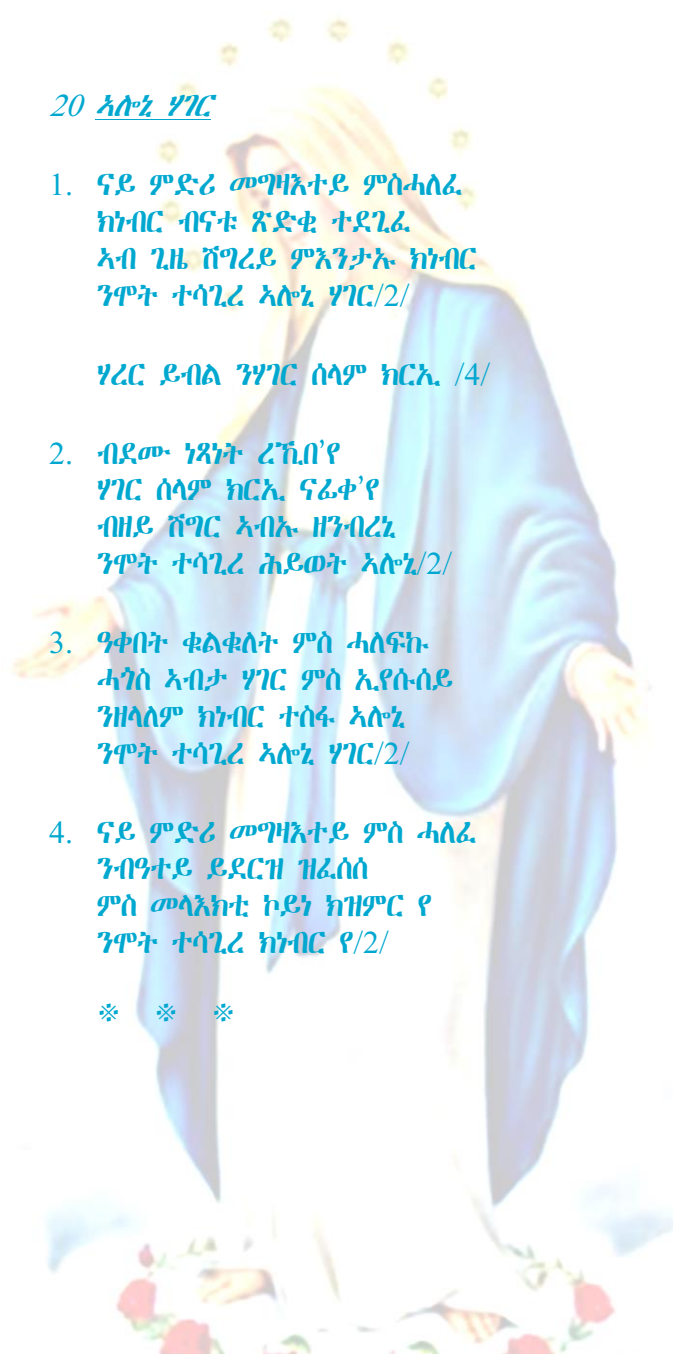 20 ኣሎኒ ሃገር
1. ናይ ምድሪ መግዛእተይ ምስሓለፈ
ክነብር ብናቱ ጽድቂ ተደጊፈ
ኣብ ጊዜ ሸግረይ ምእንታኡ ክነብር
ንሞት ተሳጊረ ኣሎኒ ሃገር/2/
ሃረር ይብል ንሃገር ሰላም ክርኢ /4/
2. ብደሙ ነጻነት ረኺበ’የ
ሃገር ሰላም ክርኢ ናፊቀ’የ
ብዘይ ሸግር ኣብኡ ዘንብረኒ
ንሞት ተሳጊረ ሕይወት ኣሎኒ/2/
3. ዓቀበት ቁልቁለት ምስ ሓለፍኩ
ሓጎስ ኣብታ ሃገር ምስ ኢየሱሰይ
ንዘላለም ክነብር ተስፋ ኣሎኒ
ንሞት ተሳጊረ ኣሎኒ ሃገር/2/
4. ናይ ምድሪ መግዛእተይ ምስ ሓለፈ
ንብዓተይ ይደርዝ ዝፈሰሰ
ምስ መላእክቲ ኮይነ ክዝምር የ
ንሞት ተሳጊረ ክነብር የ/2/
※ ※ ※